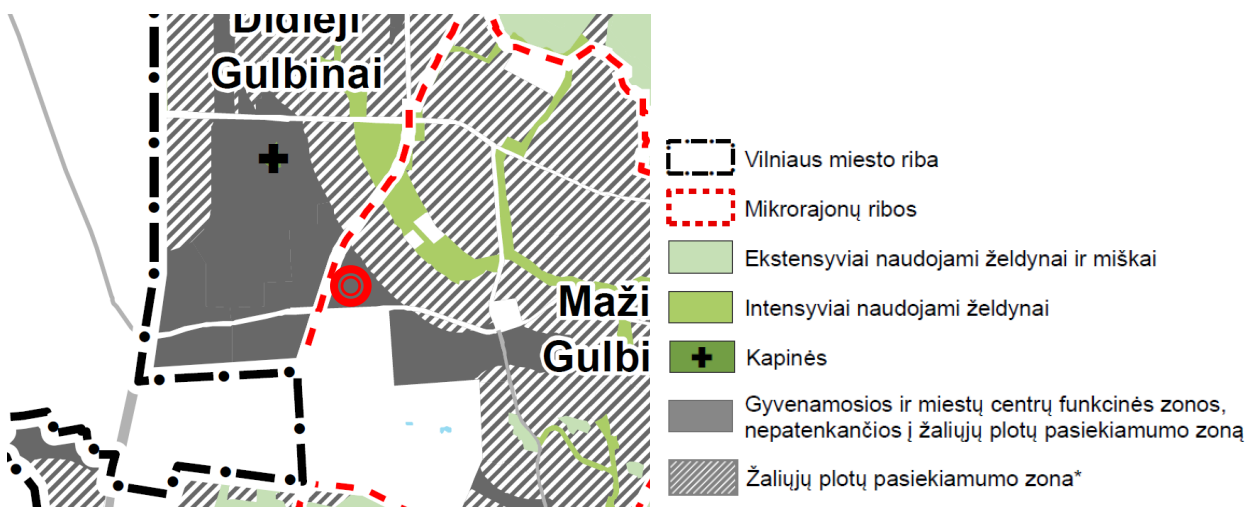 Didieji
Gulbinai
Maži
Gulbi
Vilniaus miesto riba
Mikrorajonų ribos
Ekstensyviai naudojami želdynai ir miškai
Intensyviai naudojami želdynai
Kapinės
Gyvenamosios ir miestų centrų funkcinės zonos,
nepatenkančios į žaliųjų plotų pasiekiamumo zoną
Žaliųjų plotų pasiekiamumo zona*